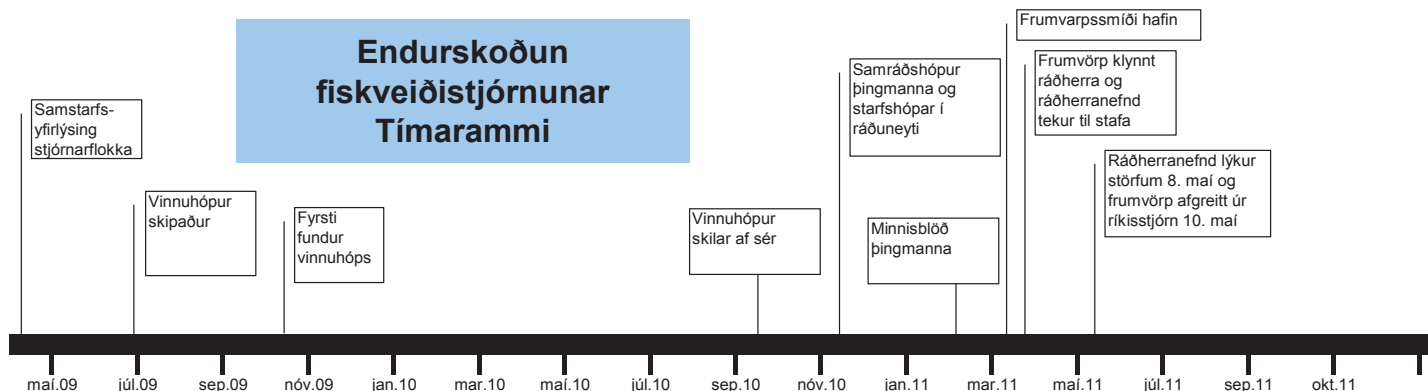 Endurskoðun
fiskveiðistjórnunar
Tímarammi
Samstarfs-
yfirlýsing
stjórnarflokka
Vinnuhópur
skipaður
Fyrsti
fundur
vinnuhóps
Vinnuhópur
skilar af sér
Samráðshópur
þingmanna og
starfshópar í
ráðuneyti
Minnisblöð
þingmanna
Frumvarpssmíði hafin
Frumvörp klynnt
ráðherra og
ráðherranefnd
tekur til stafa
Ráðherranefnd lýkur
störfum 8. maí og
frumvörp afgreitt úr
ríkisstjórn 10. maí
maí.09 júl.09 sep.09 nóv.09 jan.10 mar.10 maí.10 júl.10 sep.10 nóv.10 jan.11 mar.11 maí.11 júl.11 sep.11 okt.11